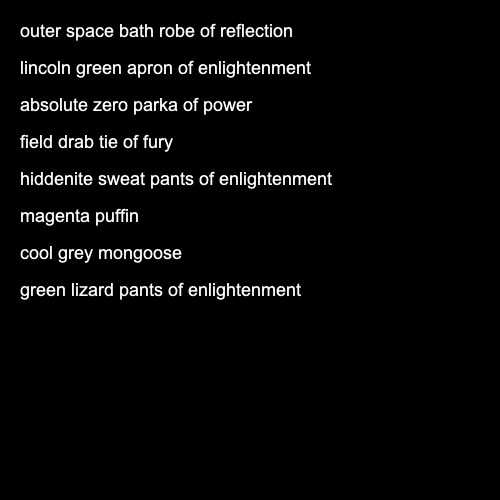 outer space bath robe of reflection
lincoln green apron of enlightenment
absolute zero parka of power
field drab tie of fury
hiddenite sweat pants of enlightenment
magenta puffin
cool grey mongoose
green lizard pants of enlightenment